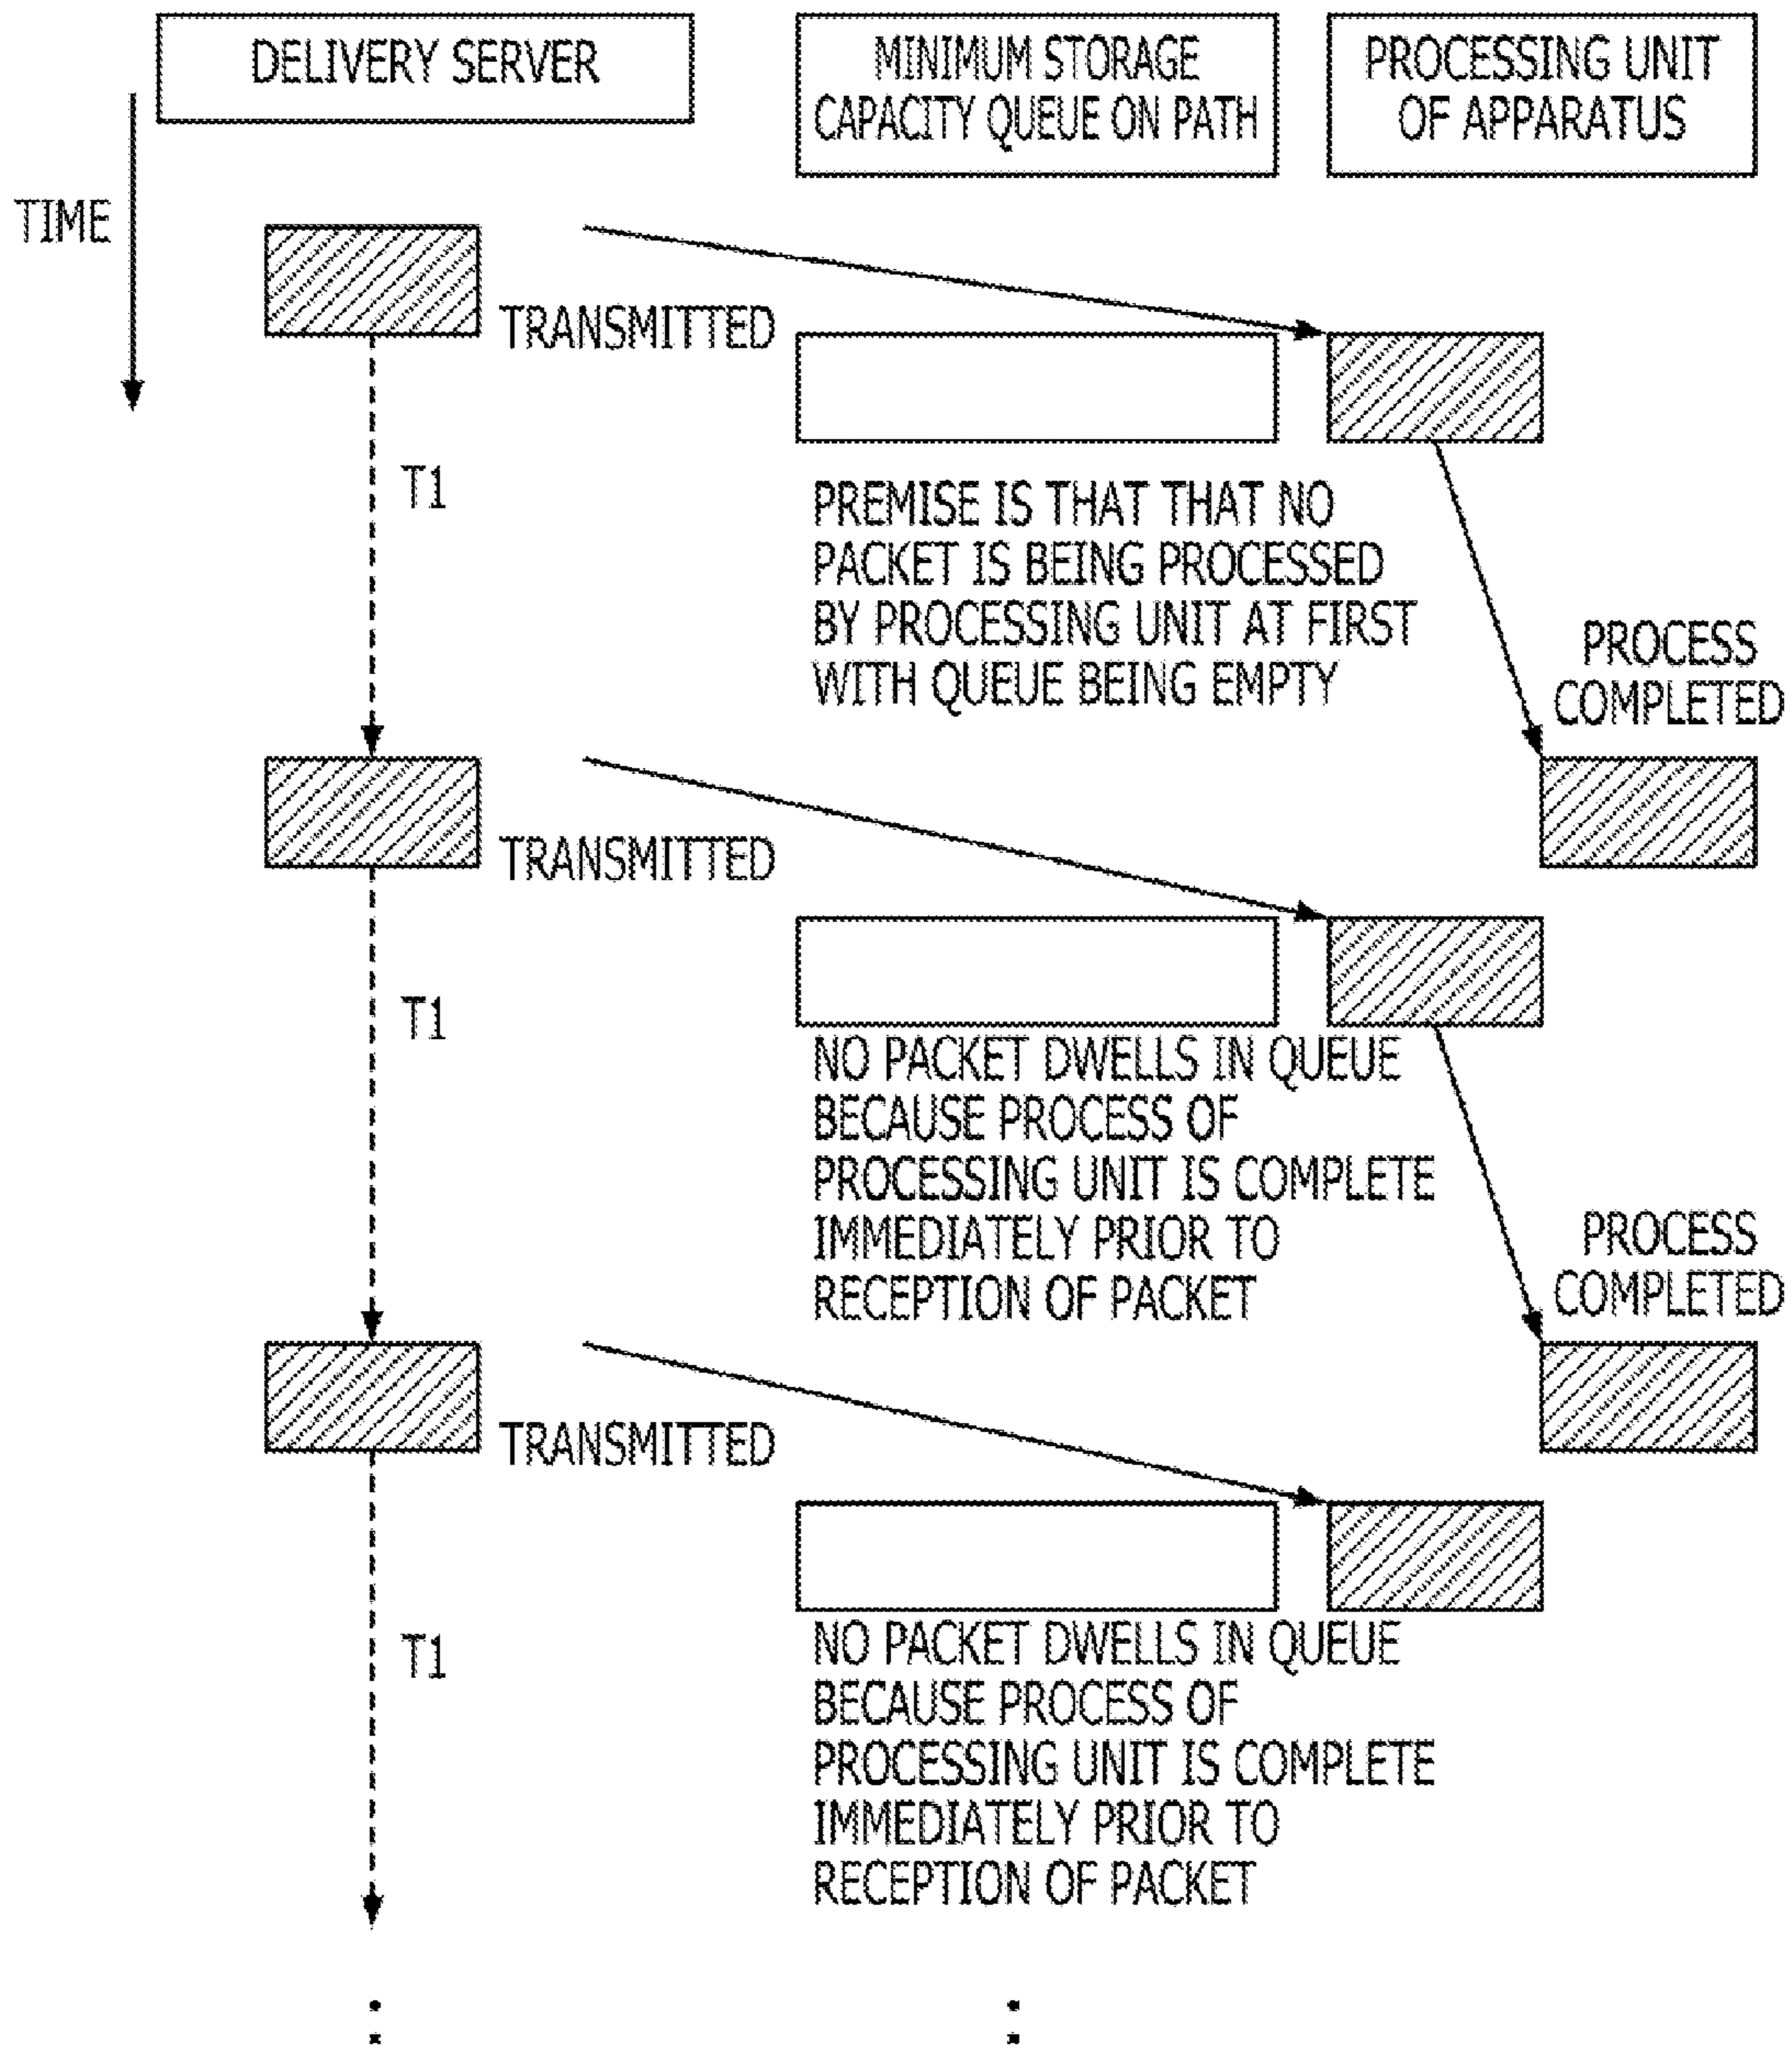 DELIVERY SERVER
MINIMUM STORAGE
CAPACITY QUEUE ON PATH
PROCESSING UNIT
OF APPARATUS
TIME
TRANSMITTED
T1
PREMISE IS THAT THAT NO
PACKET IS BEING PROCESSED
BY PROCESSING UNIT AT FIRST
WITH QUEUE BEING EMPTY
PROCESS
COMPLETED
TRANSMITTED
T1
NO PACKET DWELLS IN QUEUE
BECAUSE PROCESS OF
PROCESSING UNIT IS COMPLETE
IMMEDIATELY PRIOR TO
RECEPTION OF PACKET
PROCESS
COMPLETED
TRANSMITTED
T1
NO PACKET DWELLS IN QUEUE
BECAUSE PROCESS OF
PROCESSING UNIT IS COMPLETE
IMMEDIATELY PRIOR TO
RECEPTION OF PACKET